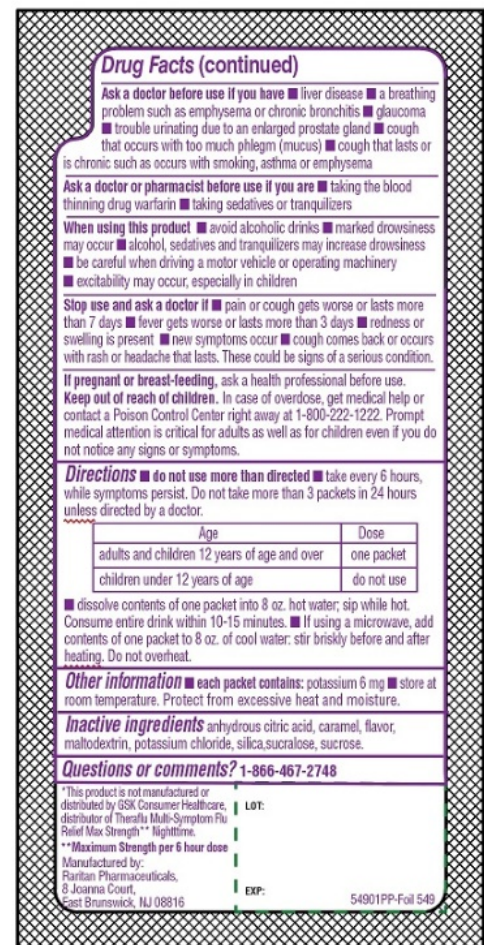 Drug Facts (continued)
Ask a doctor before use if you have ■ liver disease ■ a breathing
problem such as emphysema or chronic bronchitis ■ glaucoma
■ trouble urinating due to an enlarged prostate gland ■ cough
that occurs with too much phlegm (mucus) ■ cough that lasts or
is chronic such as occurs with smoking, asthma or emphysema
Ask a doctor or pharmacist before use if you are ■ taking the blood
thinning drug warfarin ■ taking sedatives or tranquilizers
When using this product ■ avoid alcoholic drinks ■ marked drowsiness
may occur ■ alcohol, sedatives and tranquilizers may increase drowsiness
■ be careful when driving a motor vehicle or operating machinery
■ excitability may occur, especially in children
Stop use and ask a doctor if ■ pain or cough gets worse or lasts more
than 7 days ■ fever gets worse or lasts more than 3 days ■ redness or
swelling is present ■ new symptoms occur ■ cough comes back or occurs
with rash or headache that lasts. These could be signs of a serious condition.
If pregnant or breast-feeding, ask a health professional before use.
Keep out of reach of children. In case of overdose, get medical help or
contact a Poison Control Center right away at 1-800-222-1222. Prompt
medical attention is critical for adults as well as for children even if you do
not notice any signs or symptoms.
Directions ■ do not use more than directed ■ take every 6 hours,
while symptoms persist. Do not take more than 3 packets in 24 hours
unless directed by a doctor.
Age Dose
adults and children 12 years of age and over one packet
children under 12 years of age do not use
■ dissolve contents of one packet into 8 oz. hot water; sip while hot.
Consume entire drink within 10-15 minutes. ■ If using a microwave, add
contents of one packet to 8 oz. of cool water: stir briskly before and after
heating. Do not overheat.
Other information ■ each packet contains: potassium 6 mg ■ store at
room temperature. Protect from excessive heat and moisture.
Inactive ingredients anhydrous citric acid, caramel, flavor,
maltodextrin, potassium chloride, silica,sucralose, sucrose.
Questions or comments? 1-866-467-2748
*This product is not manufactured or
distributed by GSK Consumer Healthcare,
distributor of Theraflu Multi-Symptom Flu
Relief Max Strength** Nightttime.
**Maximum Strength per 6 hour dose
Manufactured by:
Raritan Pharmaceuticals,
8 Joanna Court,
East Brunswick, NJ 08816
LOT:
EXP:
54901PP-Foil 549